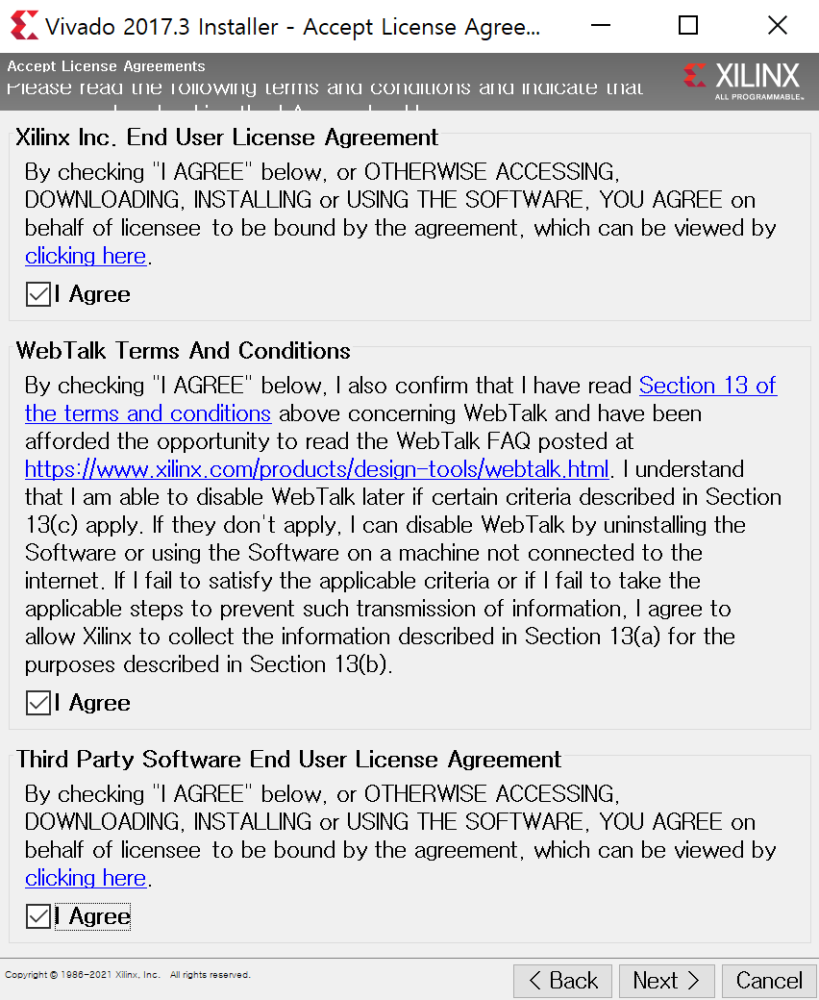 Vivado 2017.3 Installer - Accept License Agree...
Accept License Agreements
Please read the following terms and conditions and indicate that
XILINX
ALL PROGRAMMABLE™
Xilinx Inc. End User License Agreement
By checking "I AGREE" below, or OTHERWISE ACCESSING,
DOWNLOADING, INSTALLING or USING THE SOFTWARE, YOU AGREE on
behalf of licensee to be bound by the agreement, which can be viewed by
clicking here.
I Agree
WebTalk Terms And Conditions
By checking "I AGREE" below, I also confirm that I have read Section 13 of
the terms and conditions above concerning WebTalk and have been
afforded the opportunity to read the WebTalk FAQ posted at
https://www.xilinx.com/products/design-tools/webtalk.html. I understand
that I am able to disable WebTalk later if certain criteria described in Section
13(c) apply. If they don't apply, I can disable WebTalk by uninstalling the
Software or using the Software on a machine not connected to the
internet. If I fail to satisfy the applicable criteria or if I fail to take the
applicable steps to prevent such transmission of information, I agree to
allow Xilinx to collect the information described in Section 13(a) for the
purposes described in Section 13(b).
I Agree
Third Party Software End User License Agreement
By checking "I AGREE" below, or OTHERWISE ACCESSING,
DOWNLOADING, INSTALLING or USING THE SOFTWARE, YOU AGREE on
behalf of licensee to be bound by the agreement, which can be viewed by
clicking here.
I Agree
Copyright © 1986-2021 Xilinx, Inc. All rights reserved.
< Back Next > Cancel